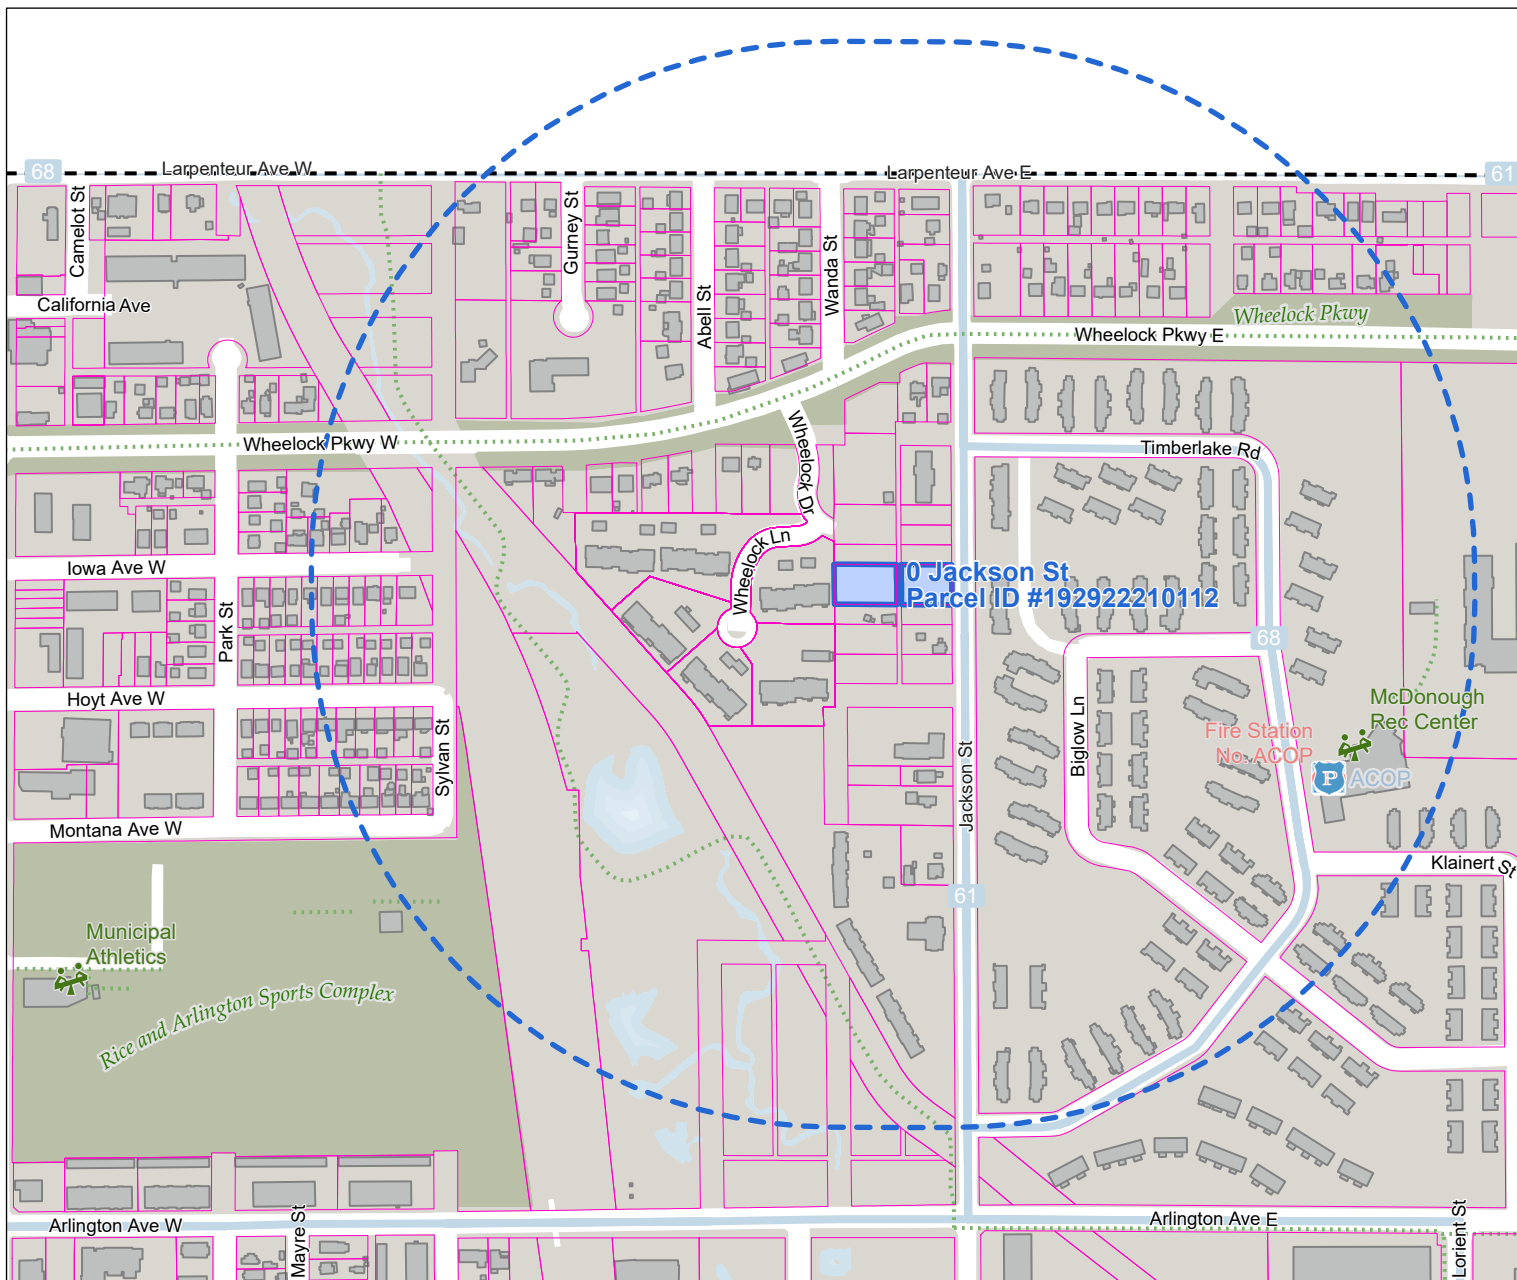 68
Larpenteur Ave W
Larpenteur Ave E
61
Camelot St
Gurney St
Abell St
Wanda St
California Ave
Wheelock Pkwy
Wheelock Pkwy E
Wheelock Pkwy W
Wheelock Dr
Timberlake Rd
Wheelock Ln
Iowa Ave W
0 Jackson St
Parcel ID #192922210112
Park St
68
Hoyt Ave W
McDonough
Rec Center
Biglow Ln
Fire Station
No. ACOP
P
ACOP
Sylvan St
Jackson St
Montana Ave W
Klainert St
61
Municipal
Athletics
Rice and Arlington Sports Complex
Arlington Ave W
Mayre St
Arlington Ave E
Lorient St